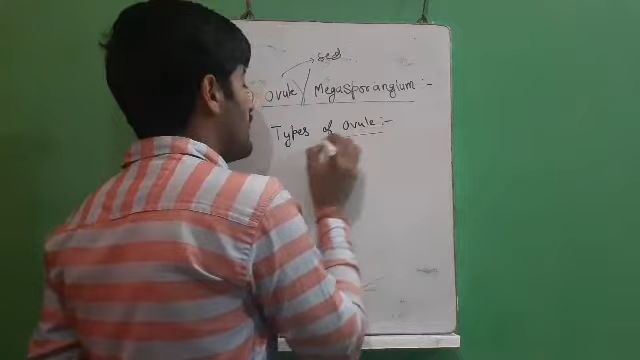 seed
Ovule / Megasporangium :-
Types of Ovule :-